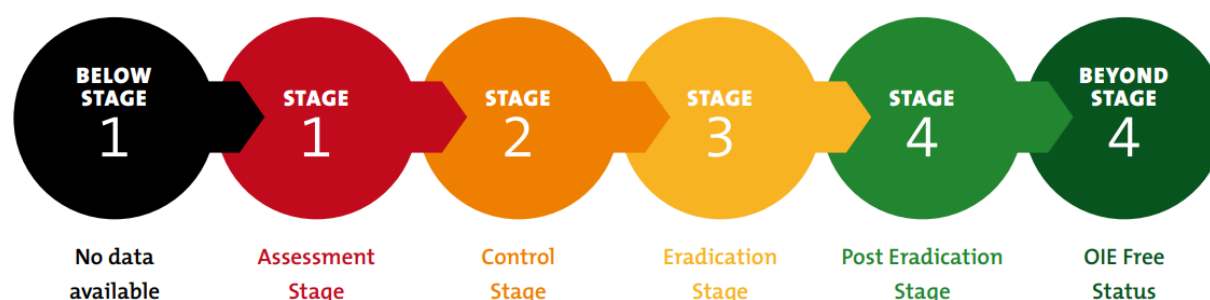 BELOW
STAGE
1
STAGE
1
STAGE
2
STAGE
3
STAGE
4
BEYOND
STAGE
4
No data
available
Assessment
Stage
Control
Stage
Eradication
Stage
Post Eradication
Stage
OIE Free
Status